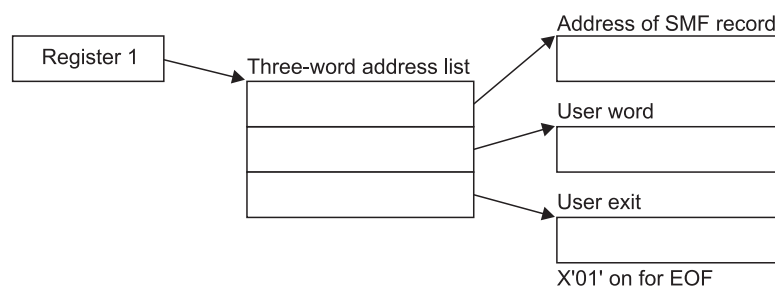 Address of SMF record
Register 1
Three-word address list
User word
User exit
X'01' on for EOF